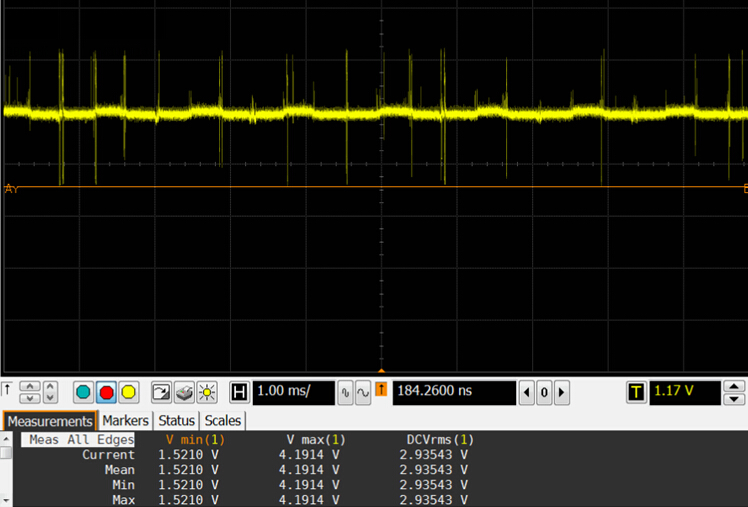 AY
H 1.00 ms/ 184.2600 ns 0 T 1.17 V
Measurements Markers Status Scales
Meas All Edges V min(1) V max(1) DCVrms(1)
Current 1.5210 V 4.1914 V 2.93543 V
Mean 1.5210 V 4.1914 V 2.93543 V
Min 1.5210 V 4.1914 V 2.93543 V
Max 1.5210 V 4.1914 V 2.93543 V